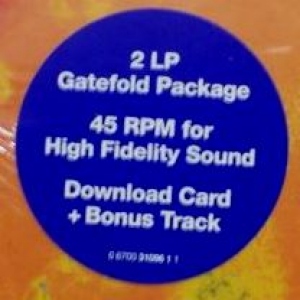 2 LP
Gatefold Package
45 RPM for
High Fidelity Sound
Download Card
+ Bonus Track